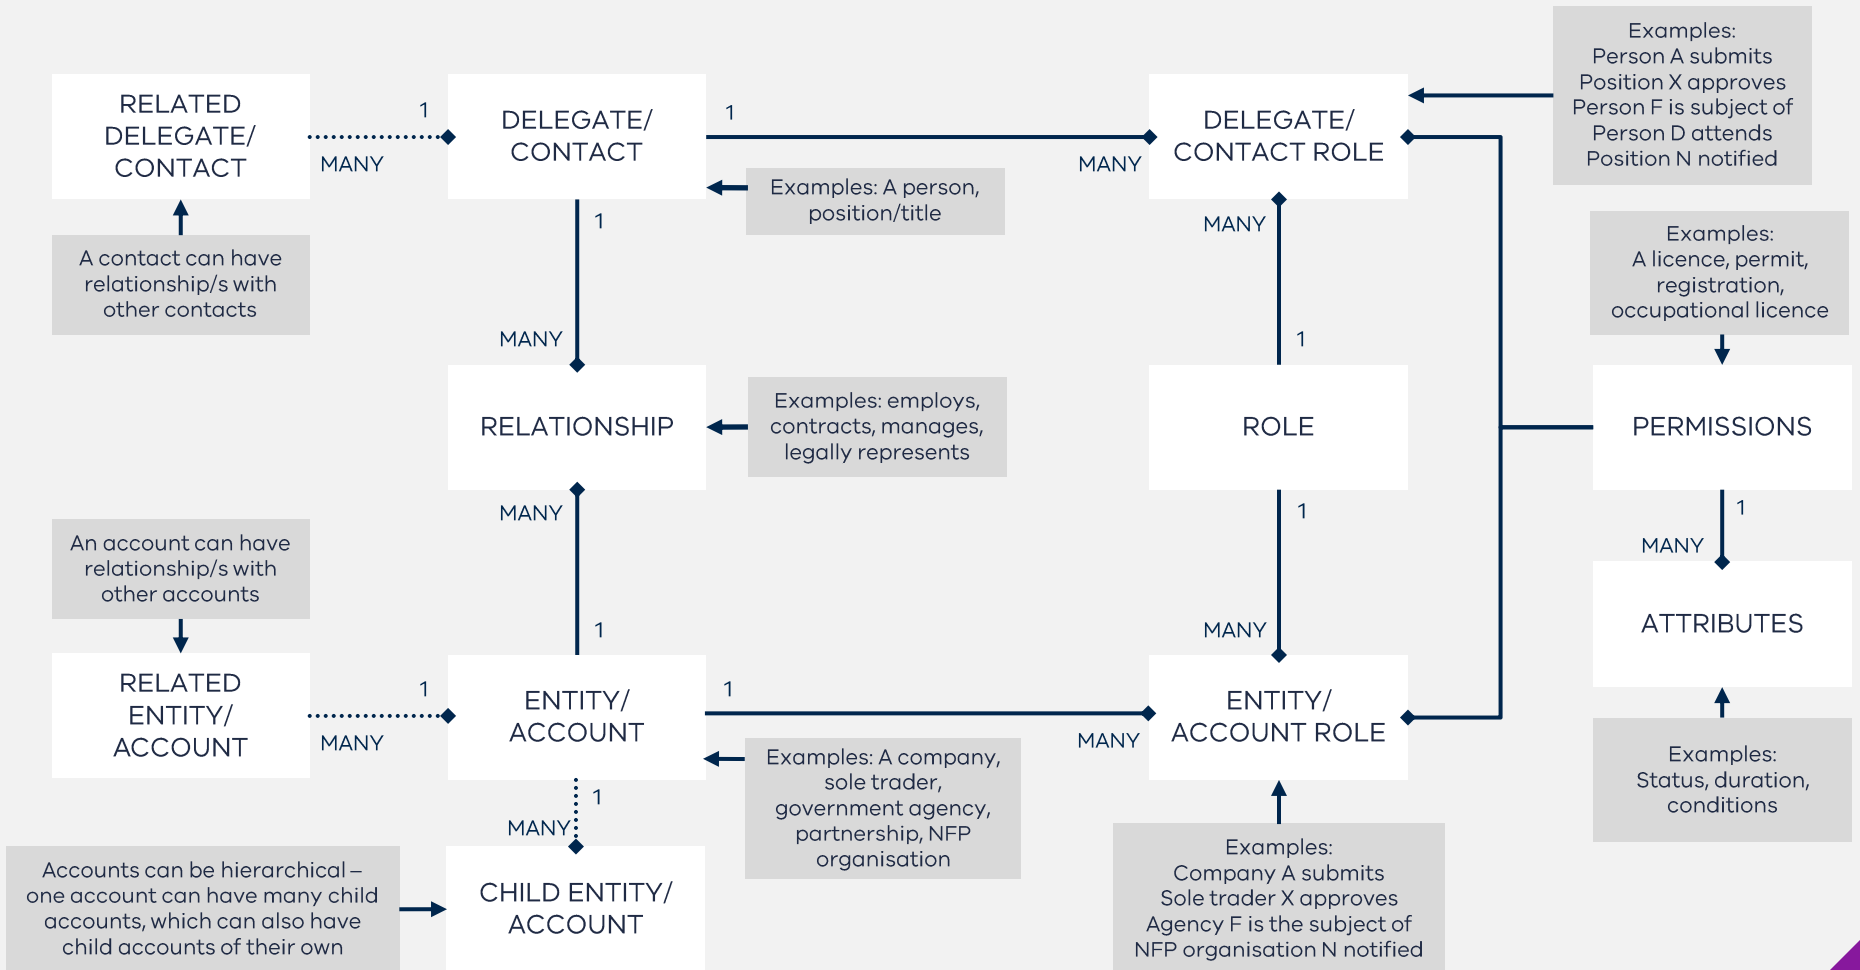 RELATED
DELEGATE/
CONTACT
1
MANY
DELEGATE/
CONTACT
1
MANY
DELEGATE/
CONTACT ROLE
Examples:
Person A submits
Position X approves
Person F is subject of
Person D attends
Position N notified
Examples: A person,
position/title
A contact can have
relationship/s with
other contacts
1
MANY
MANY
1
Examples:
A licence, permit,
registration,
occupational licence
RELATIONSHIP
Examples: employs,
contracts, manages,
legally represents
ROLE
PERMISSIONS
MANY
1
1
MANY
1
MANY
An account can have
relationship/s with
other accounts
ATTRIBUTES
RELATED
ENTITY/
ACCOUNT
1
MANY
ENTITY/
ACCOUNT
1
MANY
ENTITY/
ACCOUNT ROLE
Examples: A company,
sole trader,
government agency,
partnership, NFP
organisation
Examples:
Status, duration,
conditions
1
MANY
Accounts can be hierarchical –
one account can have many child
accounts, which can also have
child accounts of their own
CHILD ENTITY/
ACCOUNT
Examples:
Company A submits
Sole trader X approves
Agency F is the subject of
NFP organisation N notified